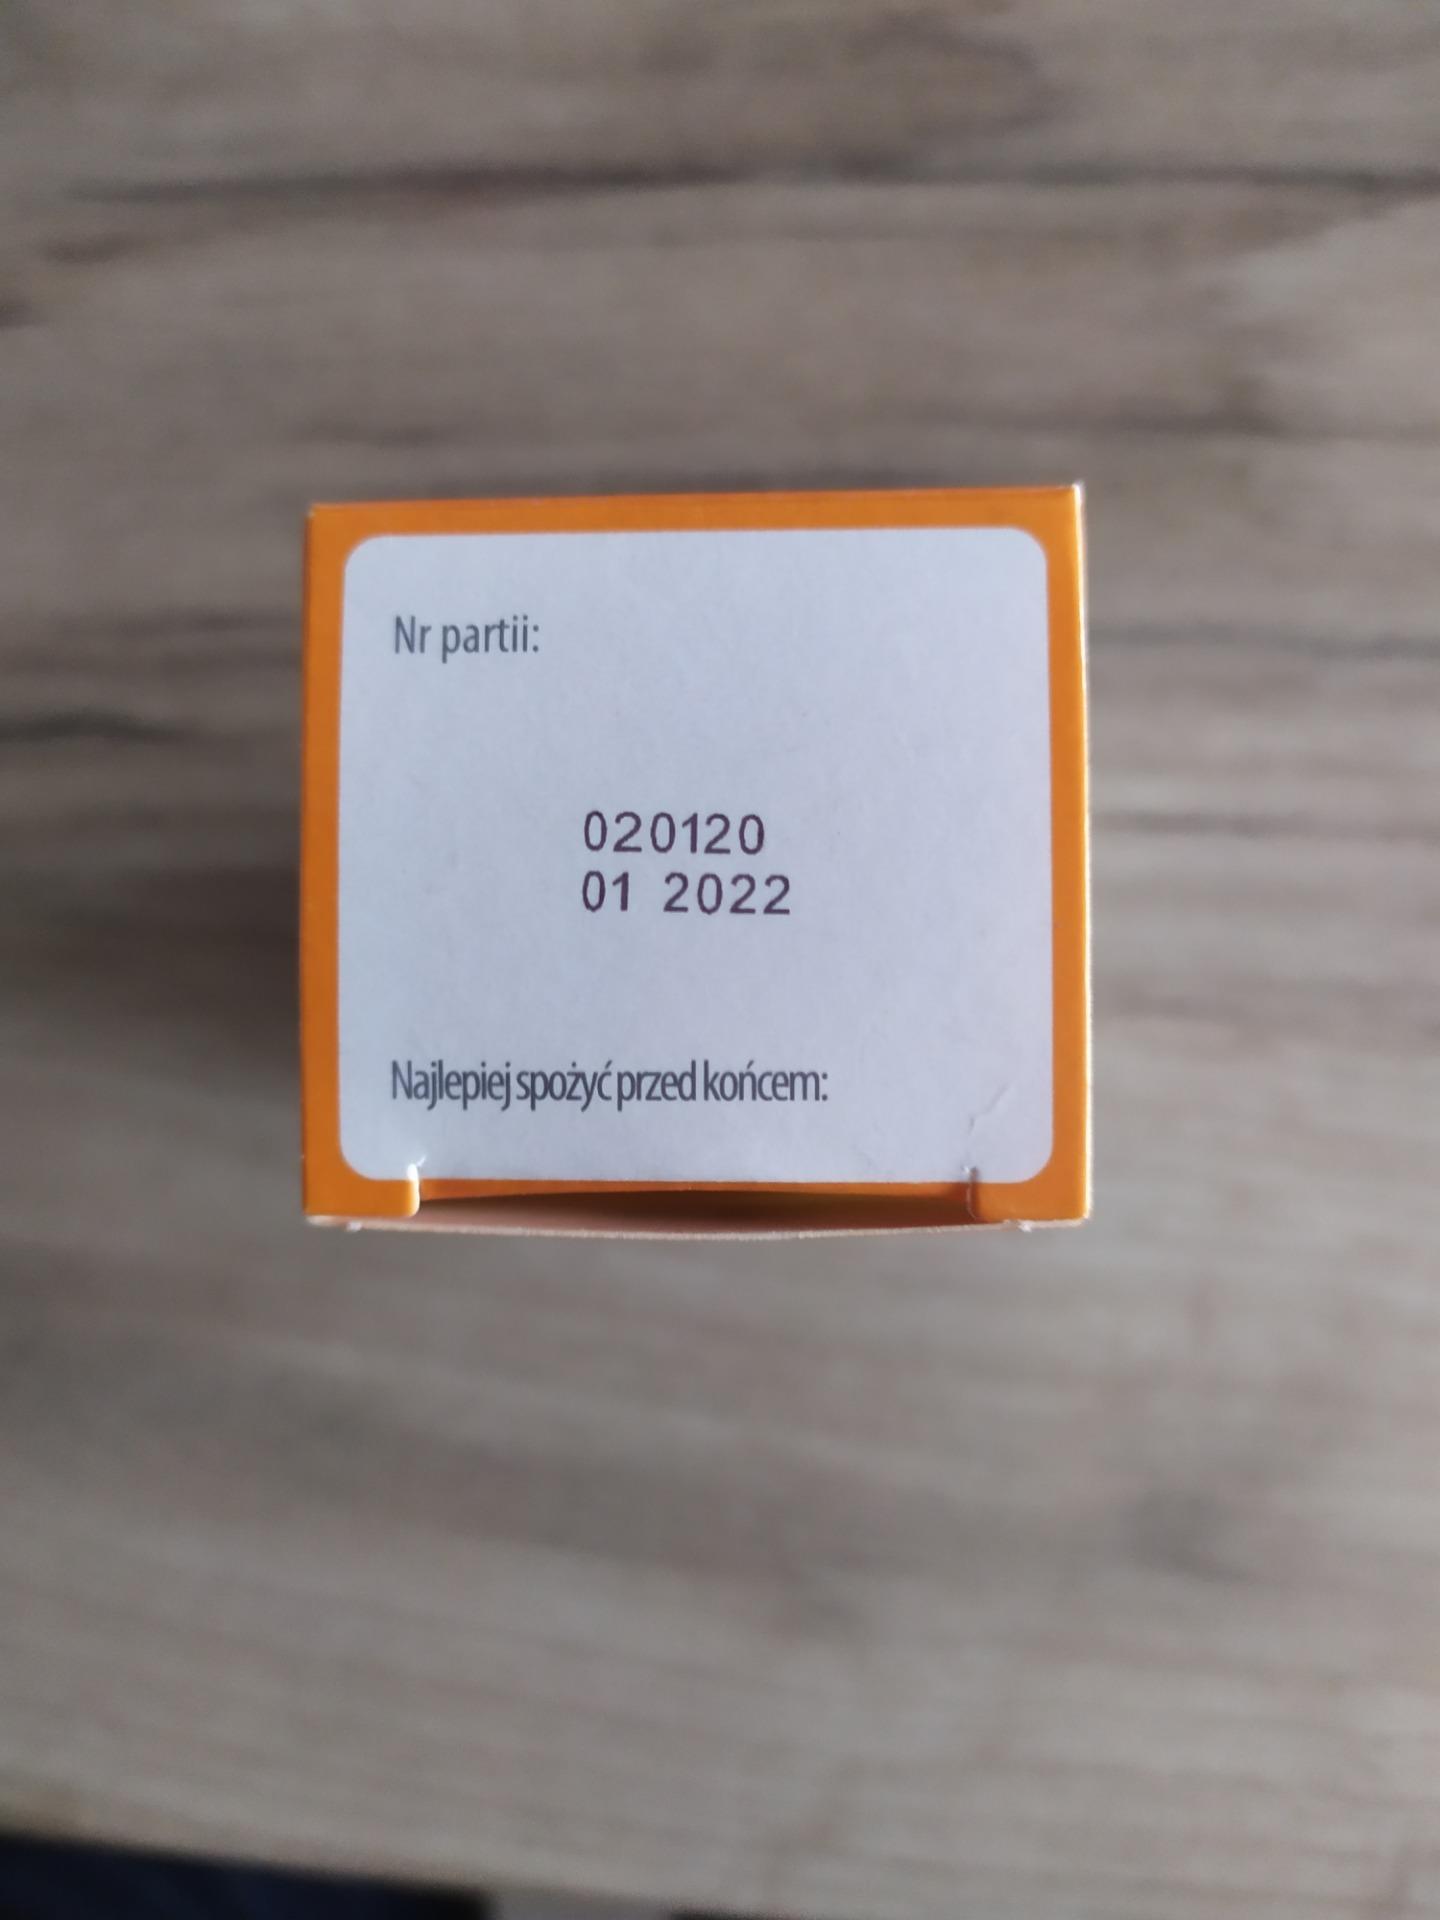 Nr partii:
020120
01 2022
Najlepiej spożyć przed końcem: